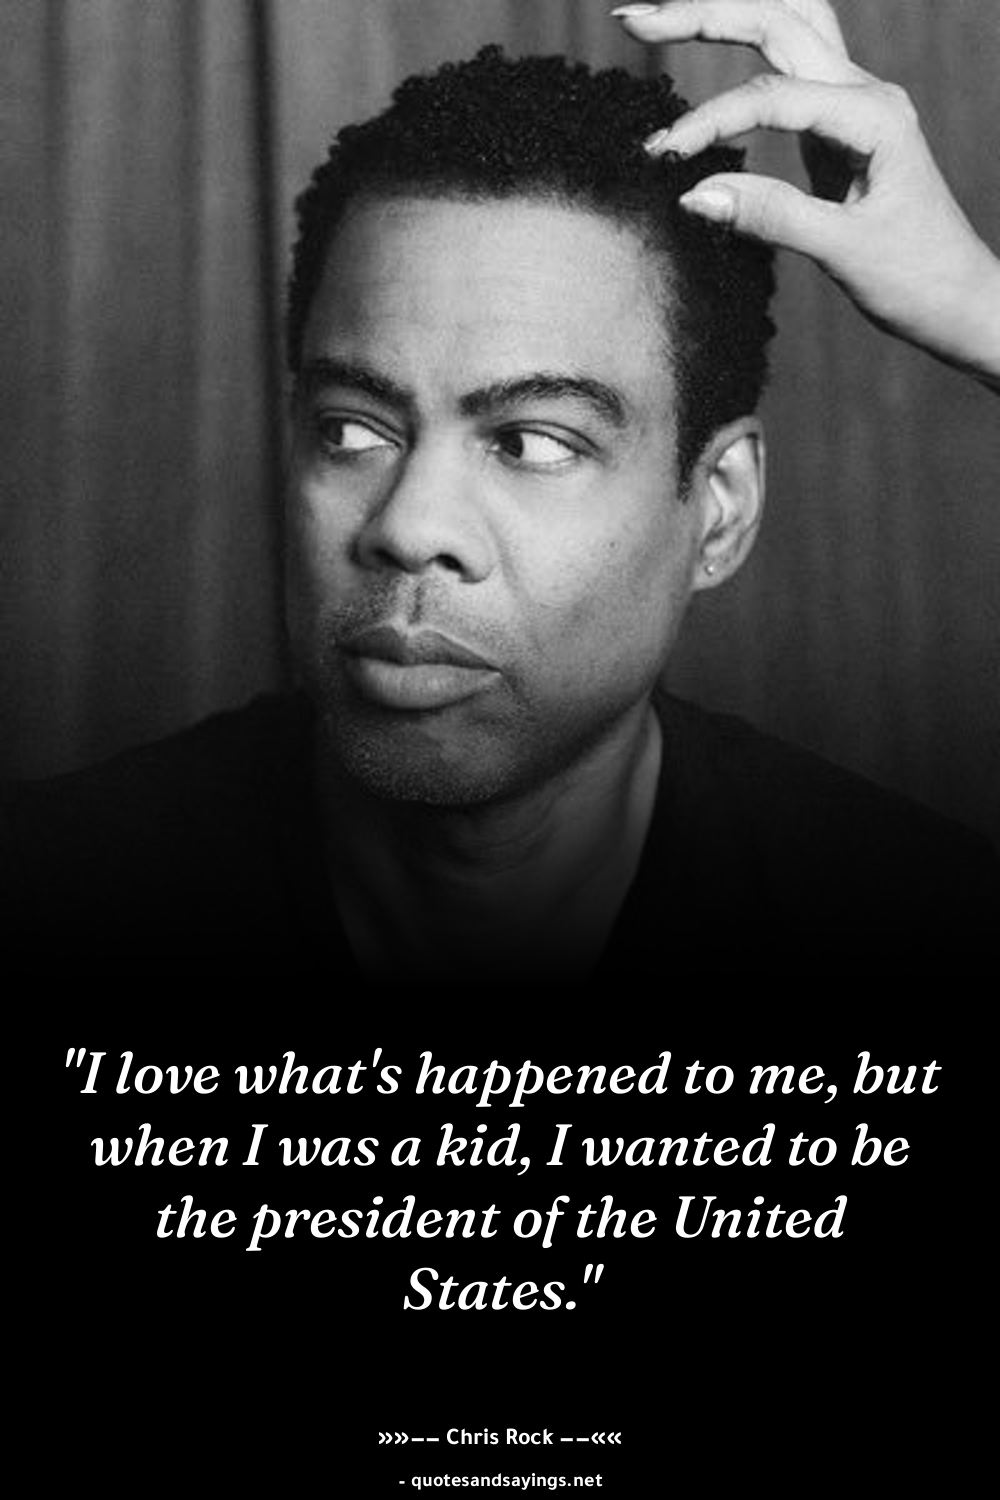 "I love what's happened to me, but
when I was a kid, I wanted to be
the president of the United
States."
»»–– Chris Rock ––««
- quotesandsayings.net